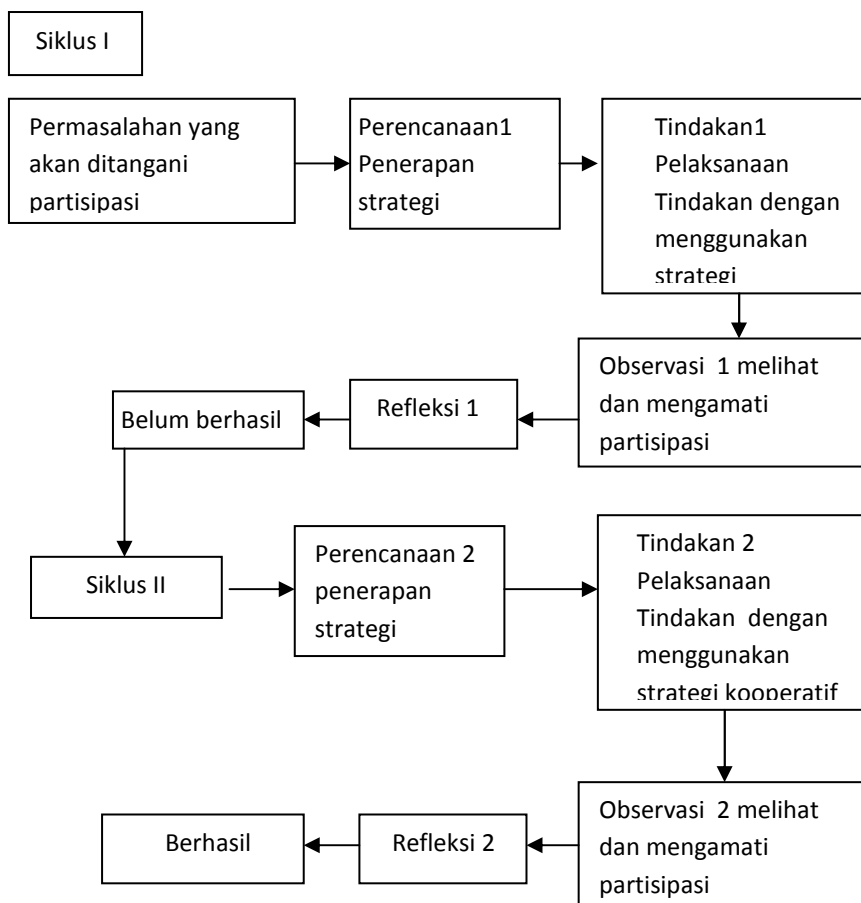 Siklus I
Permasalahan yang
akan ditangani
partisipasi
Perencanaan1
Penerapan
strategi
Tindakan1
Pelaksanaan
Tindakan dengan
menggunakan
strategi
Observasi 1 melihat
dan mengamati
partisipasi
Refleksi 1
Belum berhasil
Siklus II
Perencanaan 2
penerapan
strategi
Tindakan 2
Pelaksanaan
Tindakan dengan
menggunakan
strategi kooperatif
Observasi 2 melihat
dan mengamati
partisipasi
Refleksi 2
Berhasil